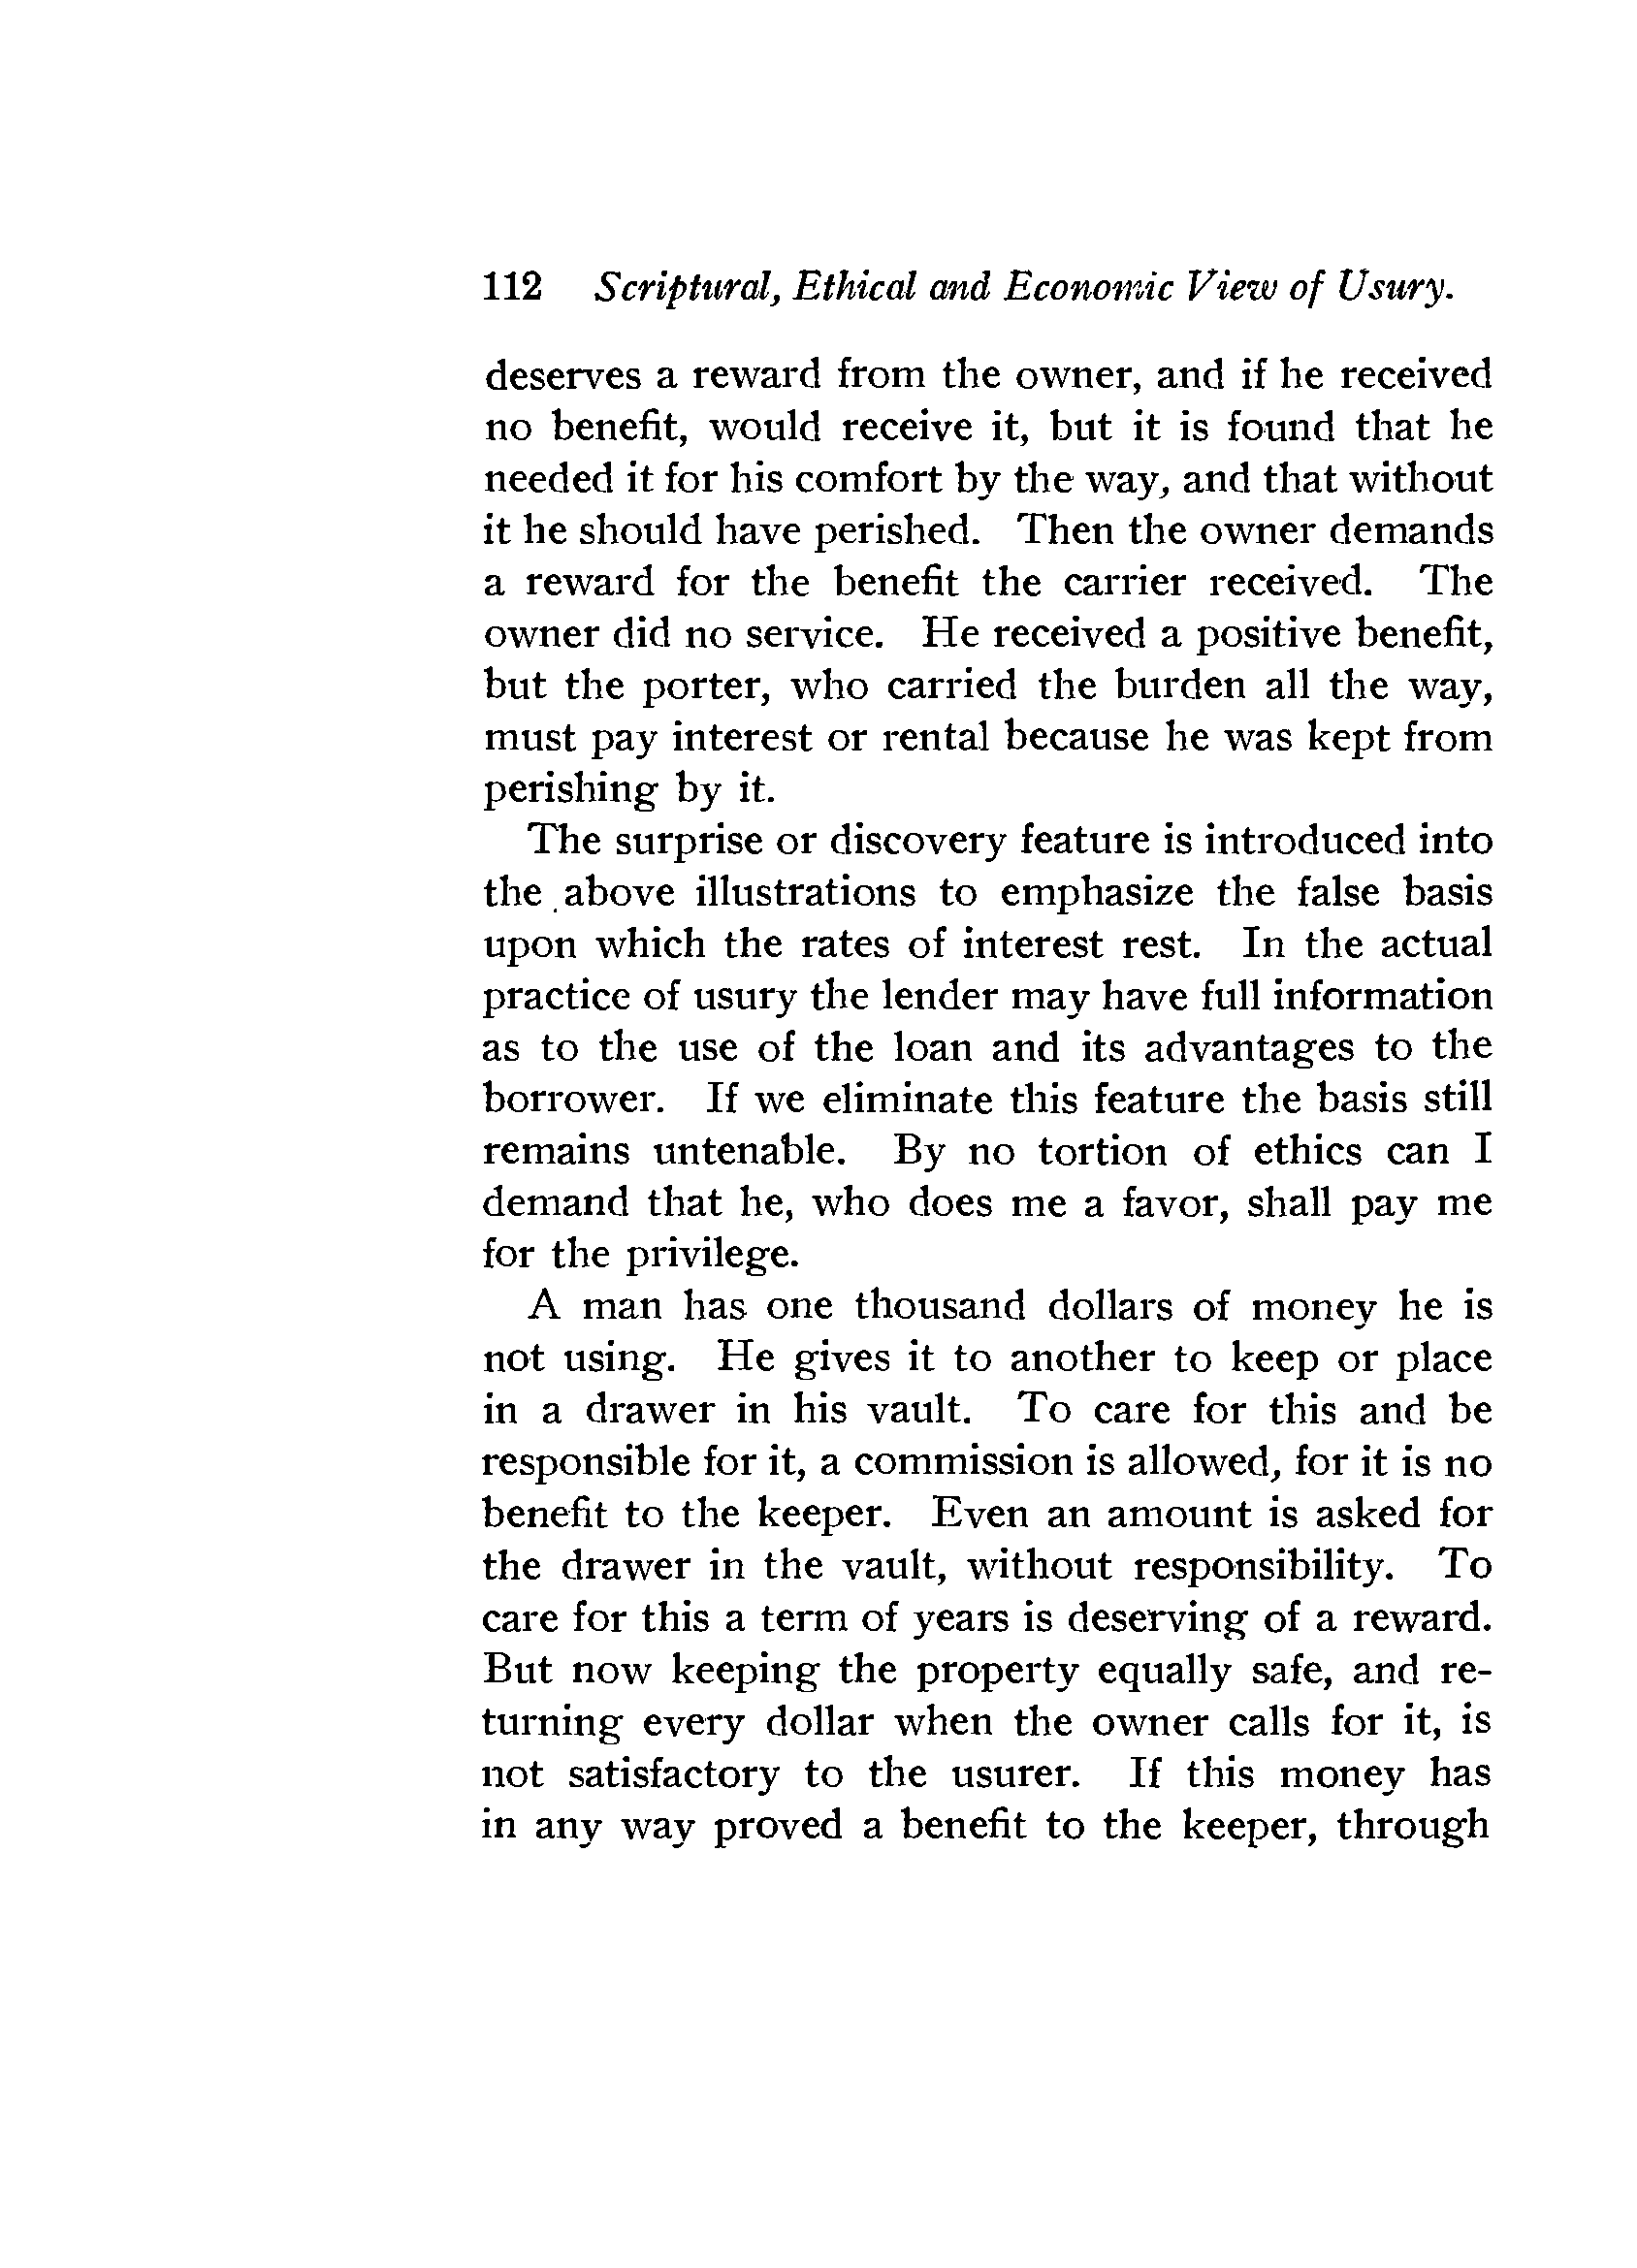 112 Scriptural, Ethical and Economic View of Usury.
deserves a reward from the owner, and if he received
no benefit, would receive it, but it is found that he
needed it for his comfort by the way, and that without
it he should have perished. Then the owner demands
a reward for the benefit the carrier received. The
owner did no service. He received a positive benefit,
but the porter, who carried the burden all the way,
must pay interest or rental because he was kept from
perishing by it.
The surprise or discovery feature is introduced into
the above illustrations to emphasize the false basis
upon which the rates of interest rest. In the actual
practice of usury the lender may have full information
as to the use of the loan and its advantages to the
borrower. If we eliminate this feature the basis still
remains untenable. By no tortion of ethics can I
demand that he, who does me a favor, shall pay me
for the privilege.
A man has one thousand dollars of money he is
not using. He gives it to another to keep or place
in a drawer in his vault. To care for this and be
responsible for it, a commission is allowed, for it is no
benefit to the keeper. Even an amount is asked for
the drawer in the vault, without responsibility. To
care for this a term of years is deserving of a reward.
But now keeping the property equally safe, and re-
turning every dollar when the owner calls for it, is
not satisfactory to the usurer. If this money has
in any way proved a benefit to the keeper, through